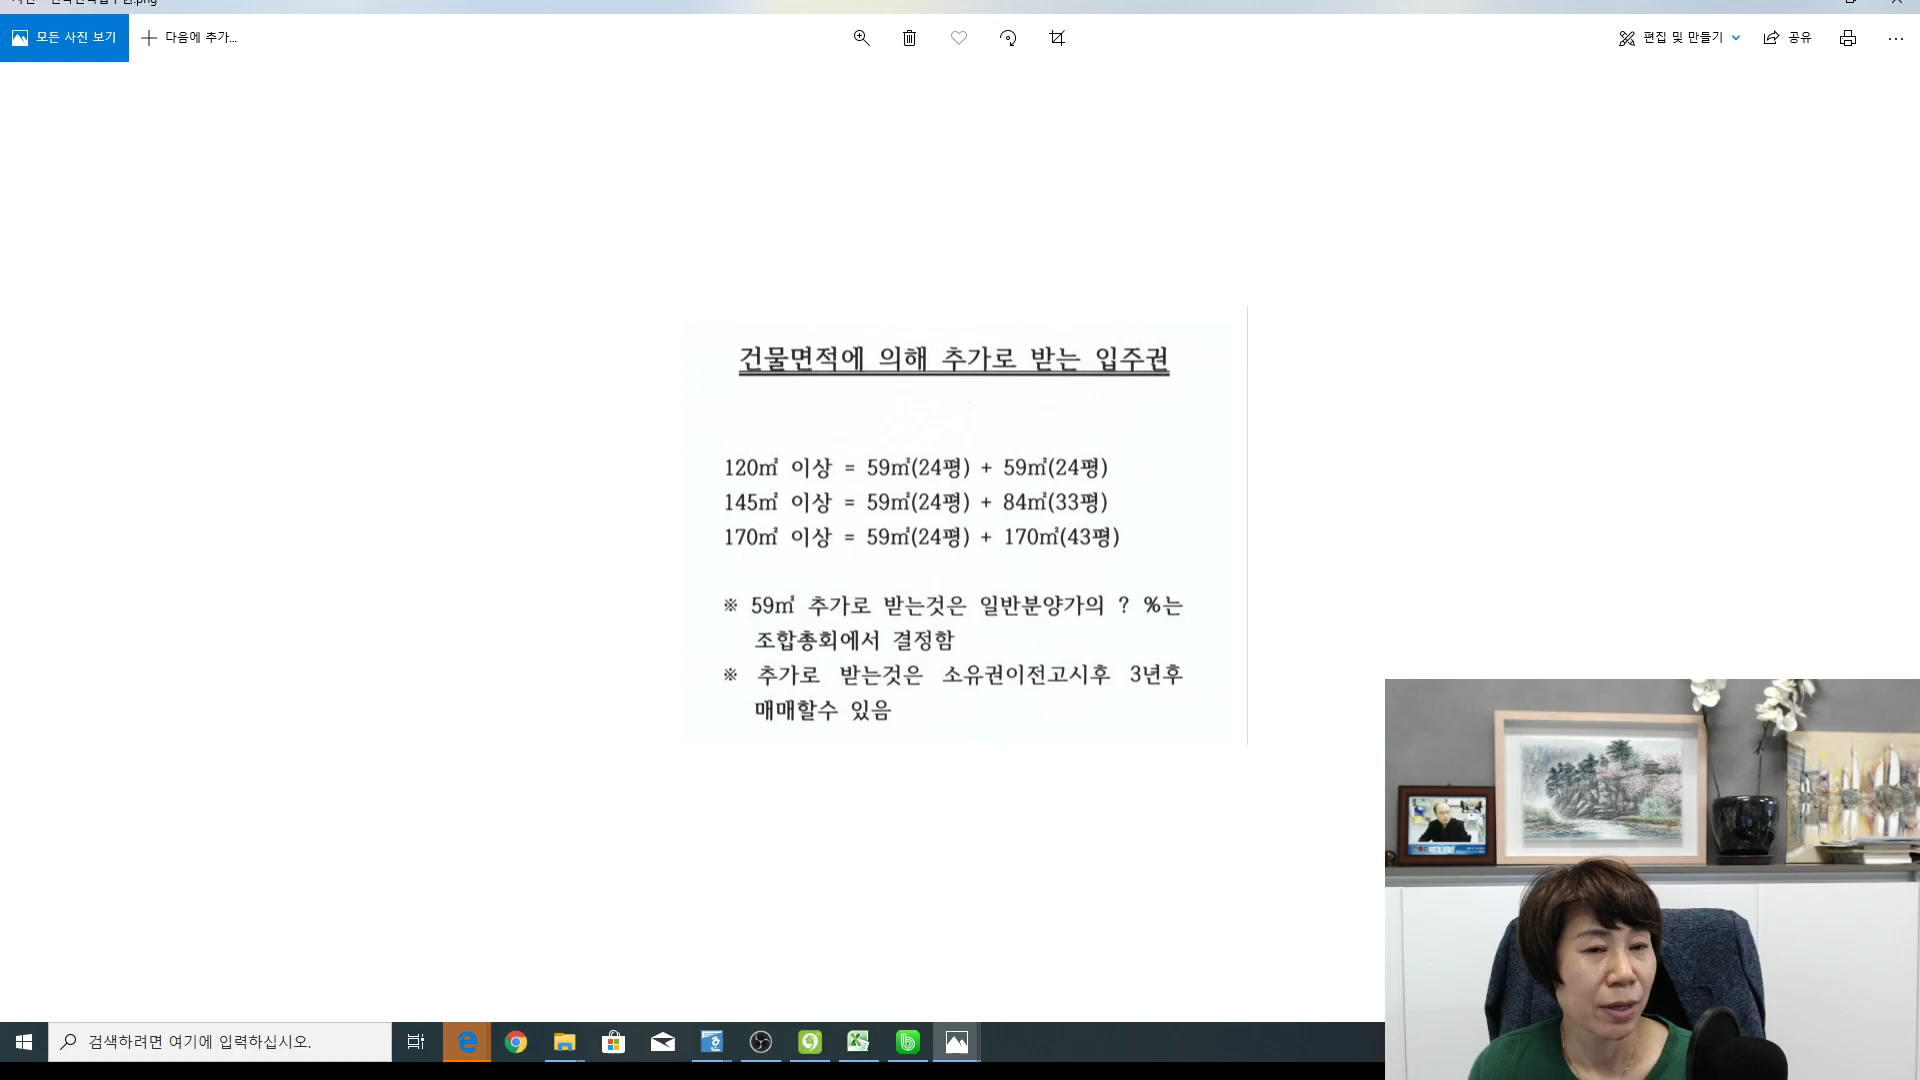 모든 사진 보기
다음에 추가...
편집 및 만들기
공유
건물면적에 의해 추가로 받는 입주권
120㎡ 이상 = 59㎡(24평) + 59㎡(24평)
145㎡ 이상 = 59㎡(24평) + 84㎡(33평)
170㎡ 이상 = 59㎡(24평) + 170㎡(43평)
※ 59㎡ 추가로 받는것은 일반분양가의 ? %는
조합총회에서 결정함
※ 추가로 받는것은 소유권이전고시후 3년후
매매할수 있음
검색하려면 여기에 입력하십시오.